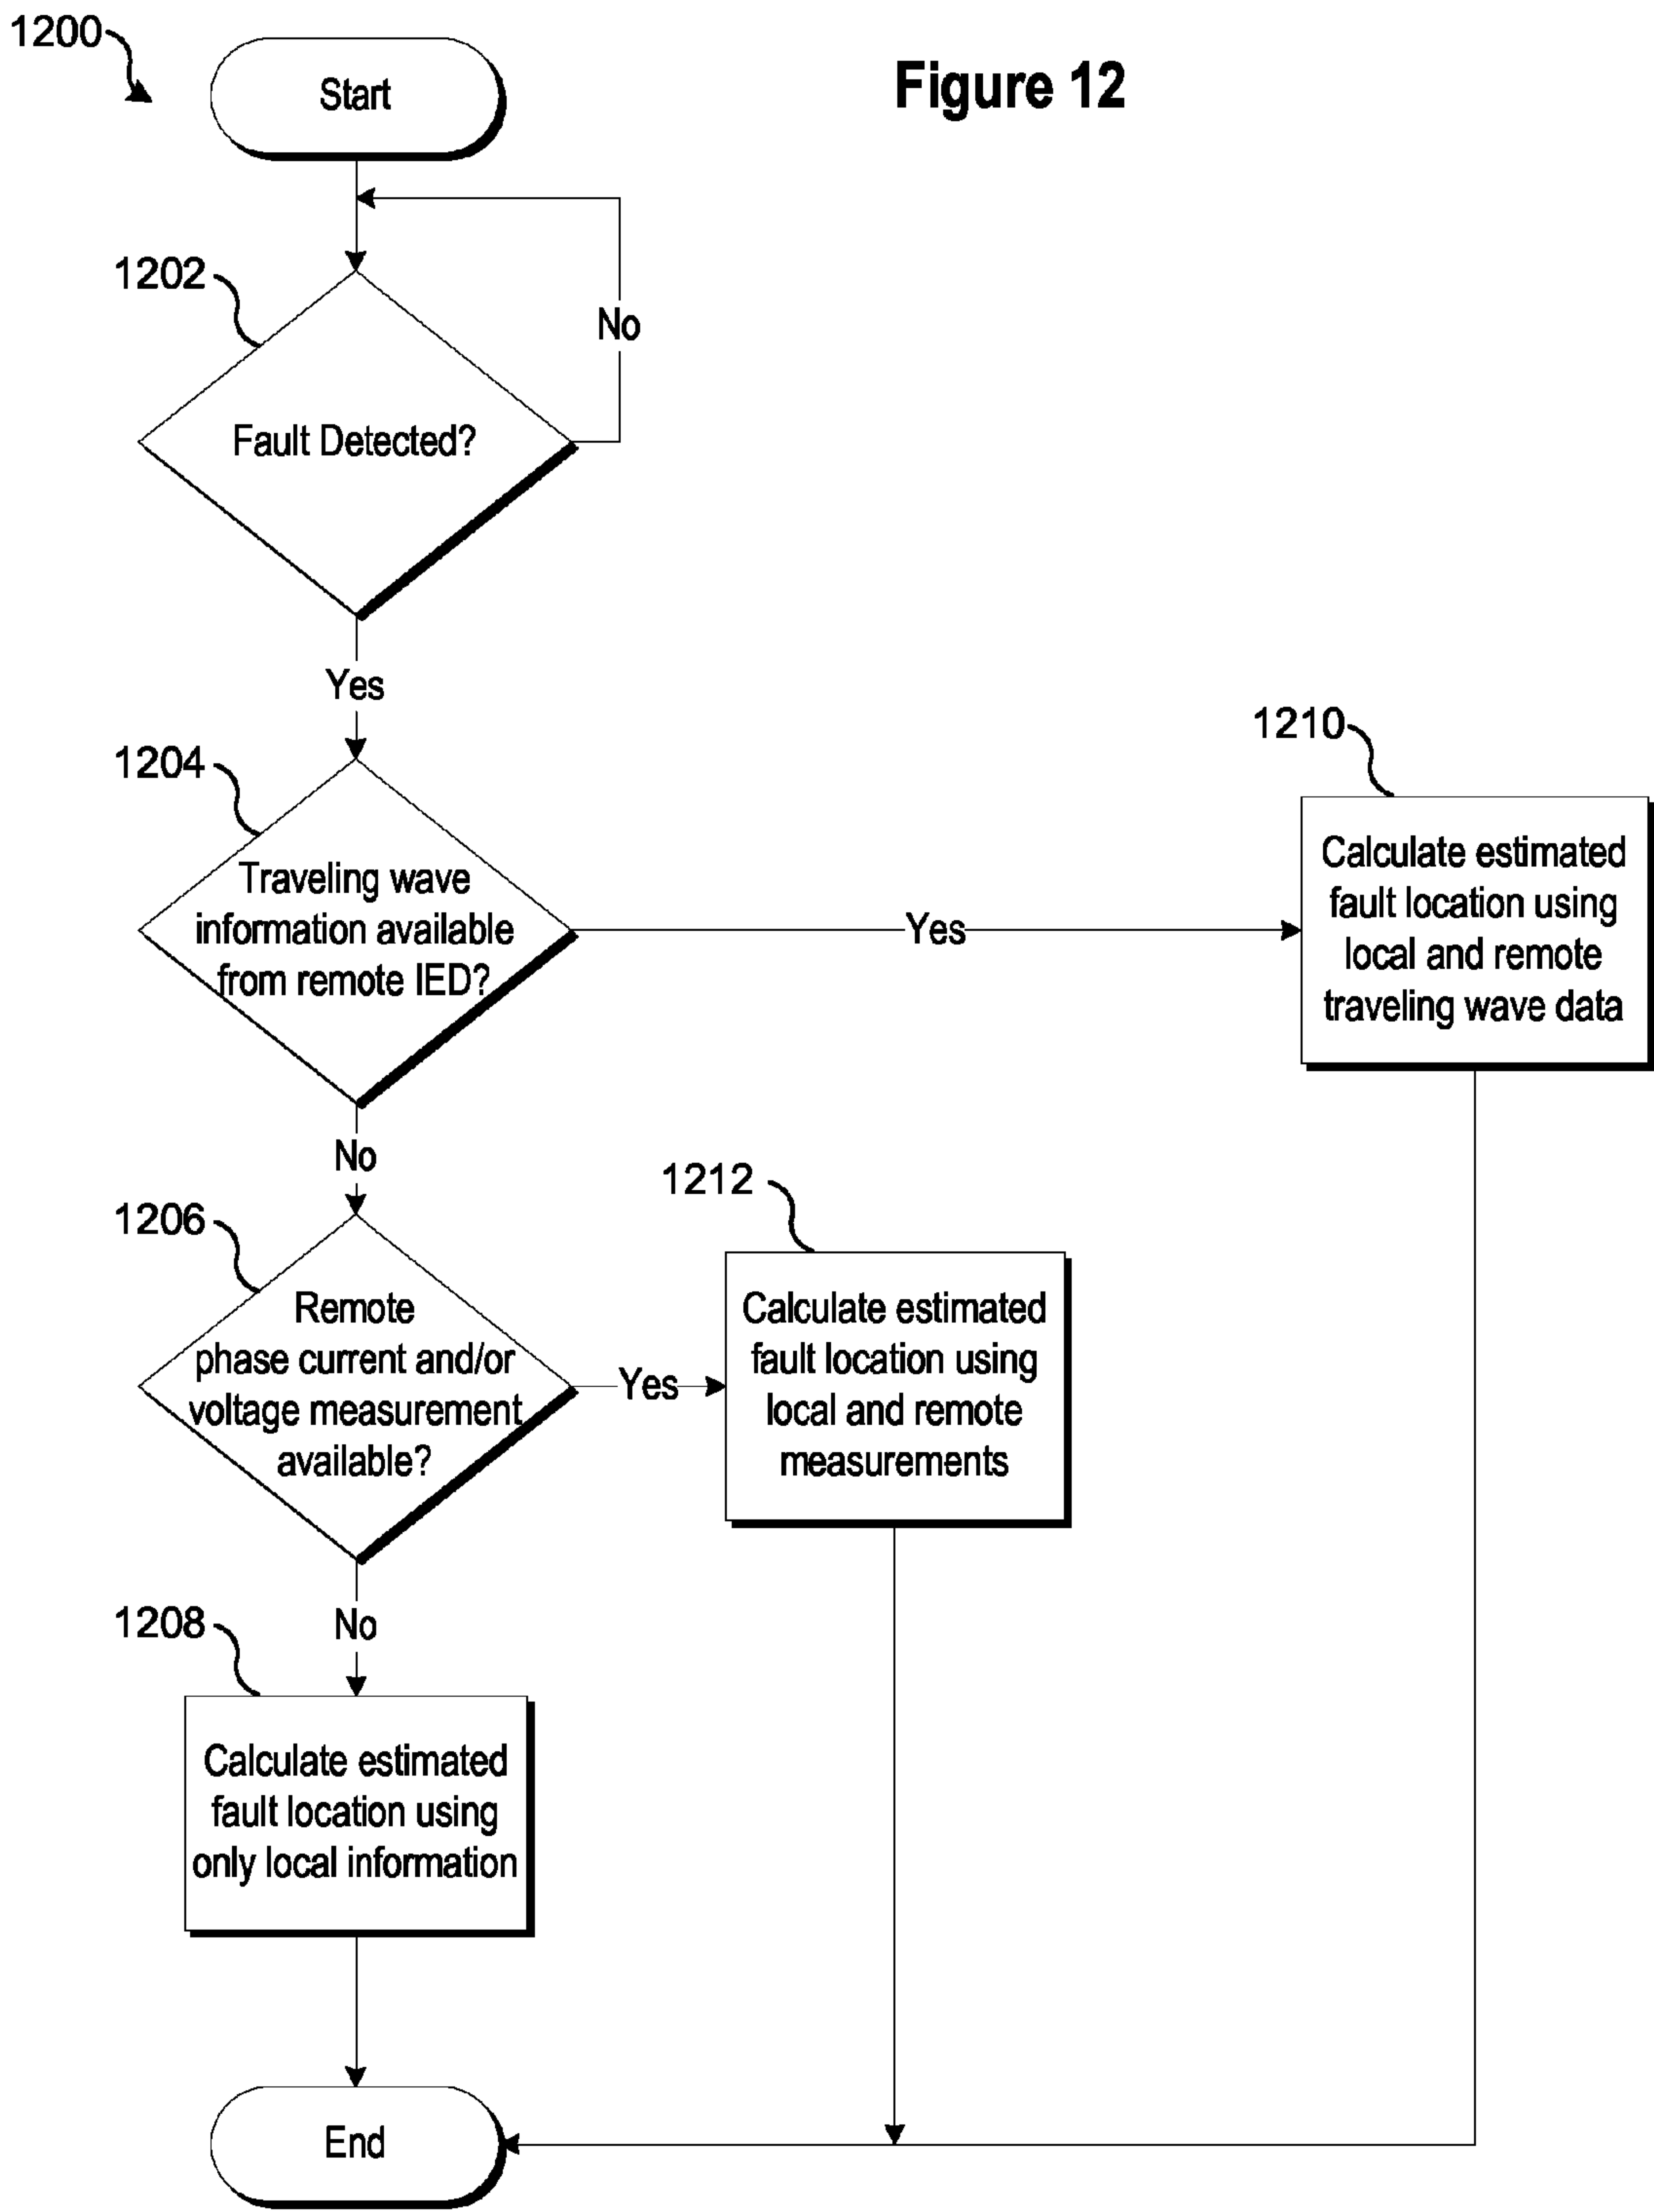 1200
Start
Figure 12
1202
No
Fault Detected?
Yes
1204
Traveling wave
information available
from remote IED?
Yes
1210
Calculate estimated
fault location using
local and remote
traveling wave data
No
1206
Remote
phase current and/or
voltage measurement
available?
Yes
1212
Calculate estimated
fault location using
local and remote
measurements
No
1208
Calculate estimated
fault location using
only local information
End